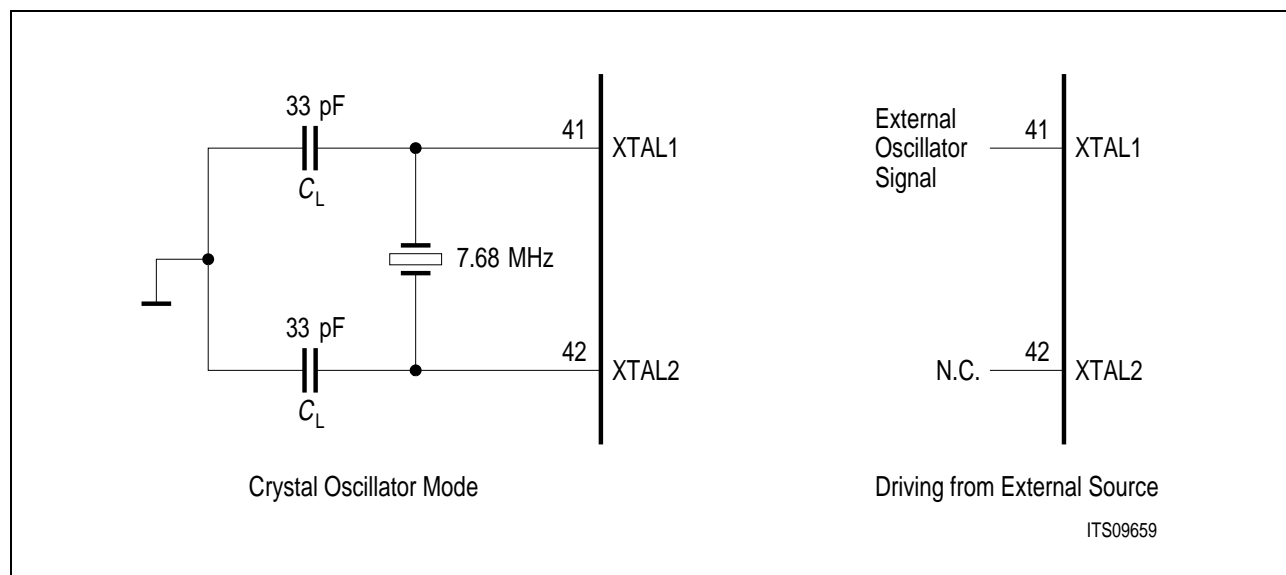 33 pF
C_L
41
XTAL1
7.68 MHz
33 pF
C_L
42
XTAL2
Crystal Oscillator Mode
External
Oscillator
Signal
41
XTAL1
N.C.
42
XTAL2
Driving from External Source
ITS09659